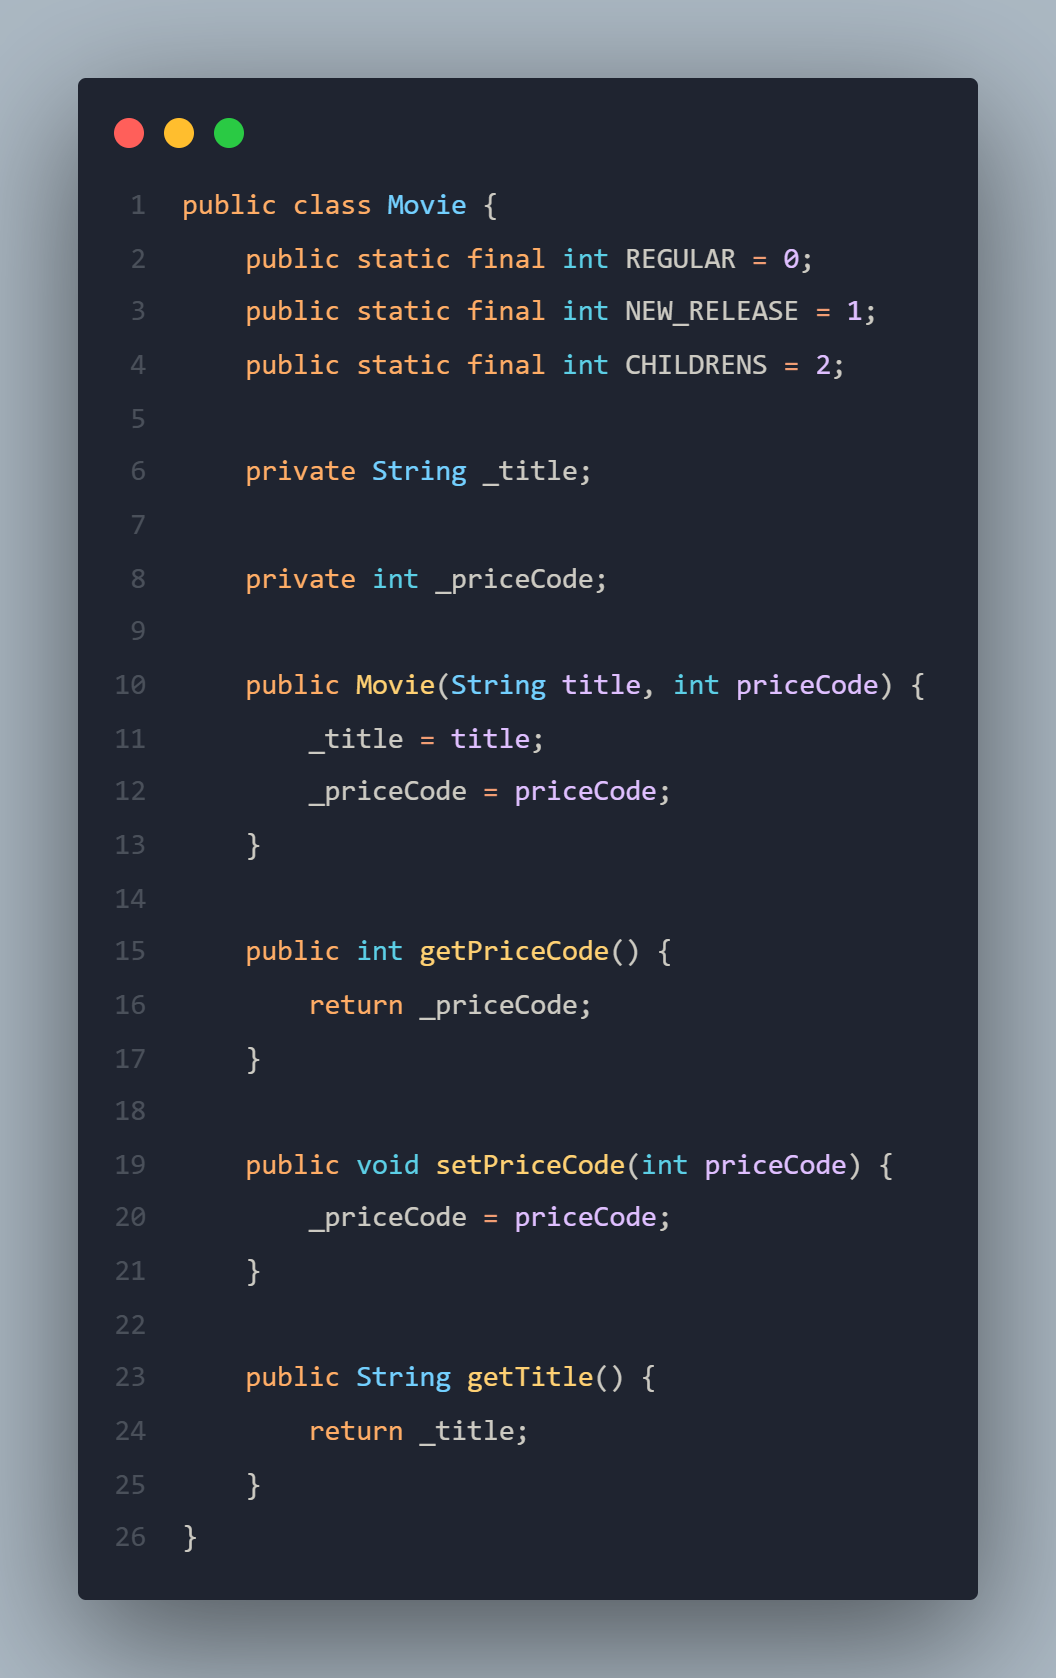 1 public class Movie {
2     public static final int REGULAR = 0;
3     public static final int NEW_RELEASE = 1;
4     public static final int CHILDRENS = 2;
5
6     private String _title;
7
8     private int _priceCode;
9
10     public Movie(String title, int priceCode) {
11         _title = title;
12         _priceCode = priceCode;
13     }
14
15     public int getPriceCode() {
16         return _priceCode;
17     }
18
19     public void setPriceCode(int priceCode) {
20         _priceCode = priceCode;
21     }
22
23     public String getTitle() {
24         return _title;
25     }
26 }